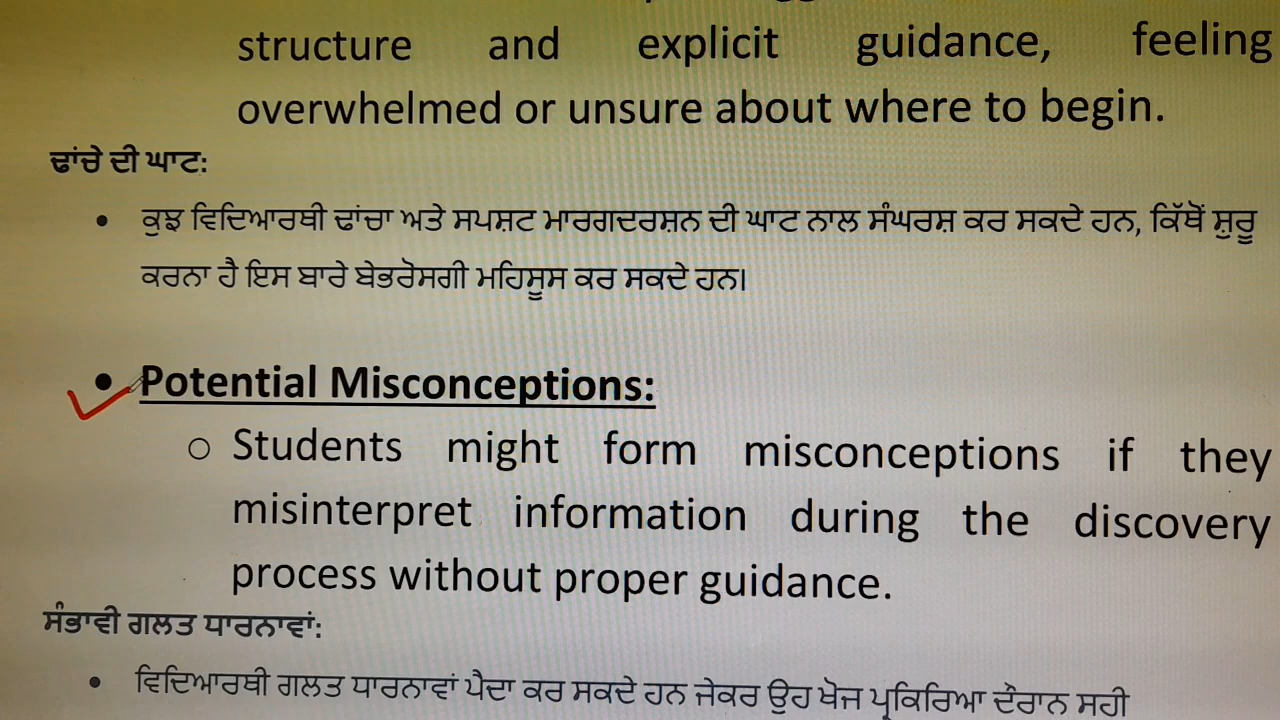 structure and explicit guidance, feeling
overwhelmed or unsure about where to begin.
ਢਾਂਚੇ ਦੀ ਘਾਟ:
• ਕੁਝ ਵਿਦਿਆਰਥੀ ਢਾਂਚਾ ਅਤੇ ਸਪਸ਼ਟ ਮਾਰਗਦਰਸ਼ਨ ਦੀ ਘਾਟ ਨਾਲ ਸੰਘਰਸ਼ ਕਰ ਸਕਦੇ ਹਨ, ਕਿੱਥੋਂ ਸ਼ੁਰੂ
ਕਰਨਾ ਹੈ ਇਸ ਬਾਰੇ ਬੇਭਰੋਸਗੀ ਮਹਿਸੂਸ ਕਰ ਸਕਦੇ ਹਨ।
• Potential Misconceptions:
o Students might form misconceptions if they
misinterpret information during the discovery
process without proper guidance.
ਸੰਭਾਵੀ ਗਲਤ ਧਾਰਨਾਵਾਂ:
• ਵਿਦਿਆਰਥੀ ਗਲਤ ਧਾਰਨਾਵਾਂ ਪੈਦਾ ਕਰ ਸਕਦੇ ਹਨ ਜੇਕਰ ਉਹ ਖੋਜ ਪ੍ਰਕਿਰਿਆ ਦੌਰਾਨ ਸਹੀ